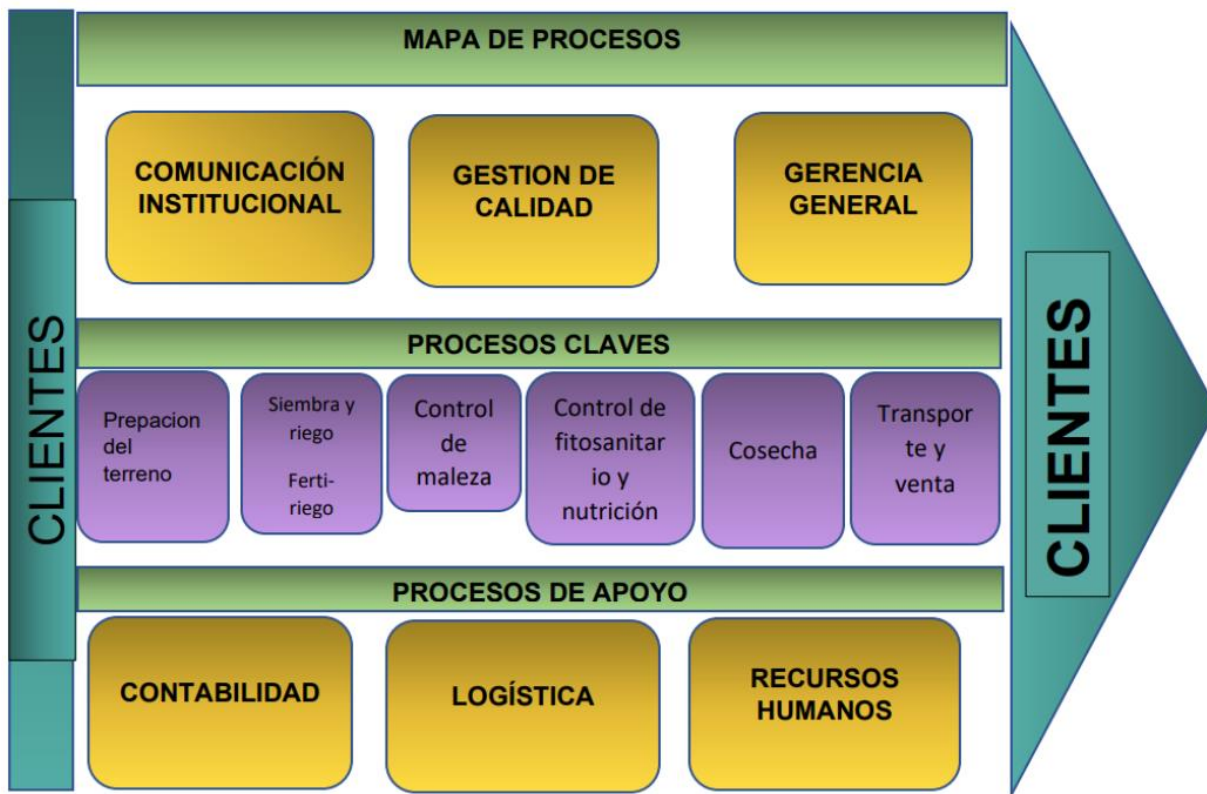 MAPA DE PROCESOS
COMUNICACIÓN
INSTITUCIONAL
GESTION DE
CALIDAD
GERENCIA
GENERAL
CLIENTES
PROCESOS CLAVES
Prepacion
del
terreno
Siembra y
riego
Ferti-
riego
Control
de
maleza
Control de
fitosanitar
io y
nutrición
Cosecha
Transpor
te y
venta
CLIENTES
PROCESOS DE APOYO
CONTABILIDAD
LOGÍSTICA
RECURSOS
HUMANOS